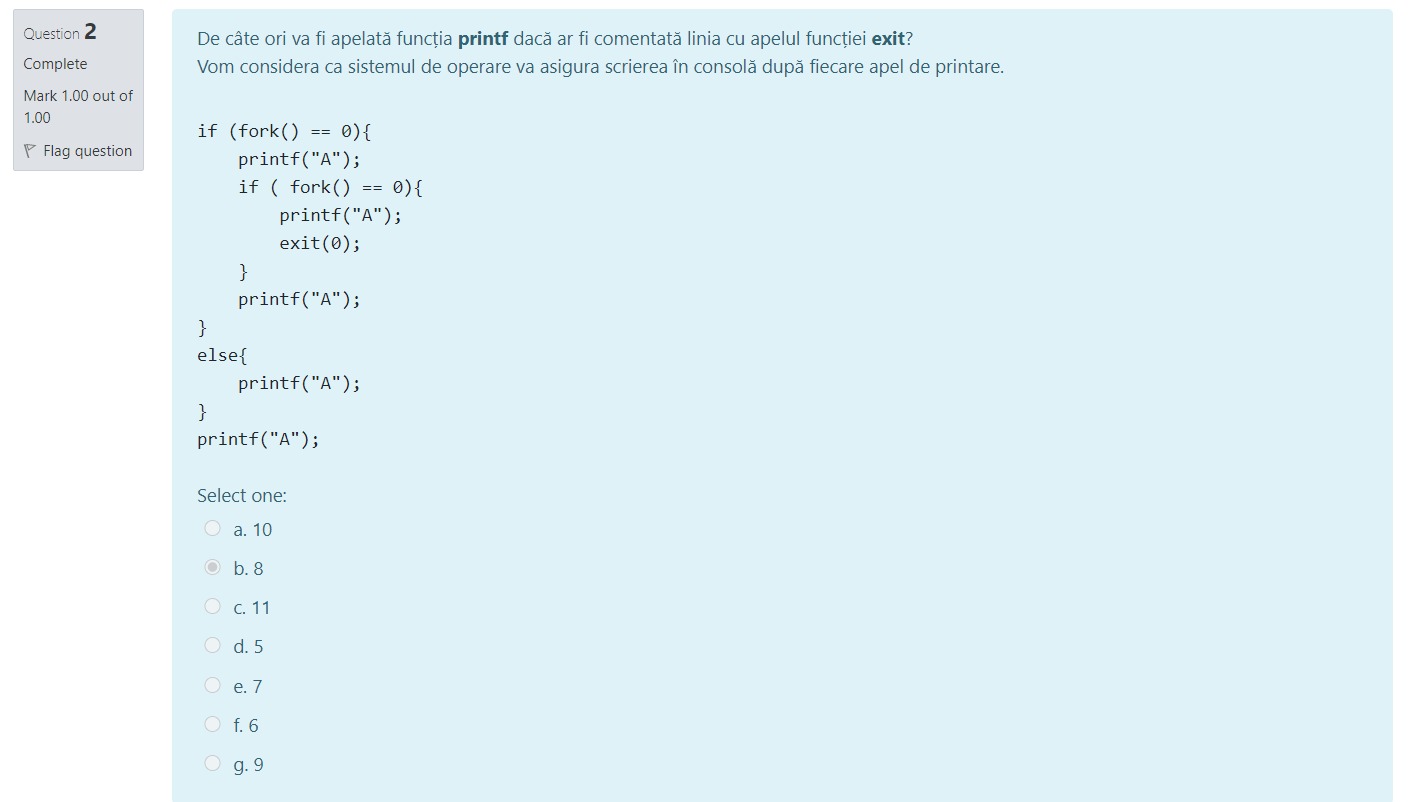 Question 2
Complete
Mark 1.00 out of
1.00
Flag question
De câte ori va fi apelată funcția printf dacă ar fi comentată linia cu apelul funcției exit?
Vom considera ca sistemul de operare va asigura scrierea în consolă după fiecare apel de printare.
if (fork() == 0){
    printf("A");
    if ( fork() == 0){
        printf("A");
        exit(0);
    }
    printf("A");
}
else{
    printf("A");
}
printf("A");
Select one:
a. 10
b. 8
c. 11
d. 5
e. 7
f. 6
g. 9